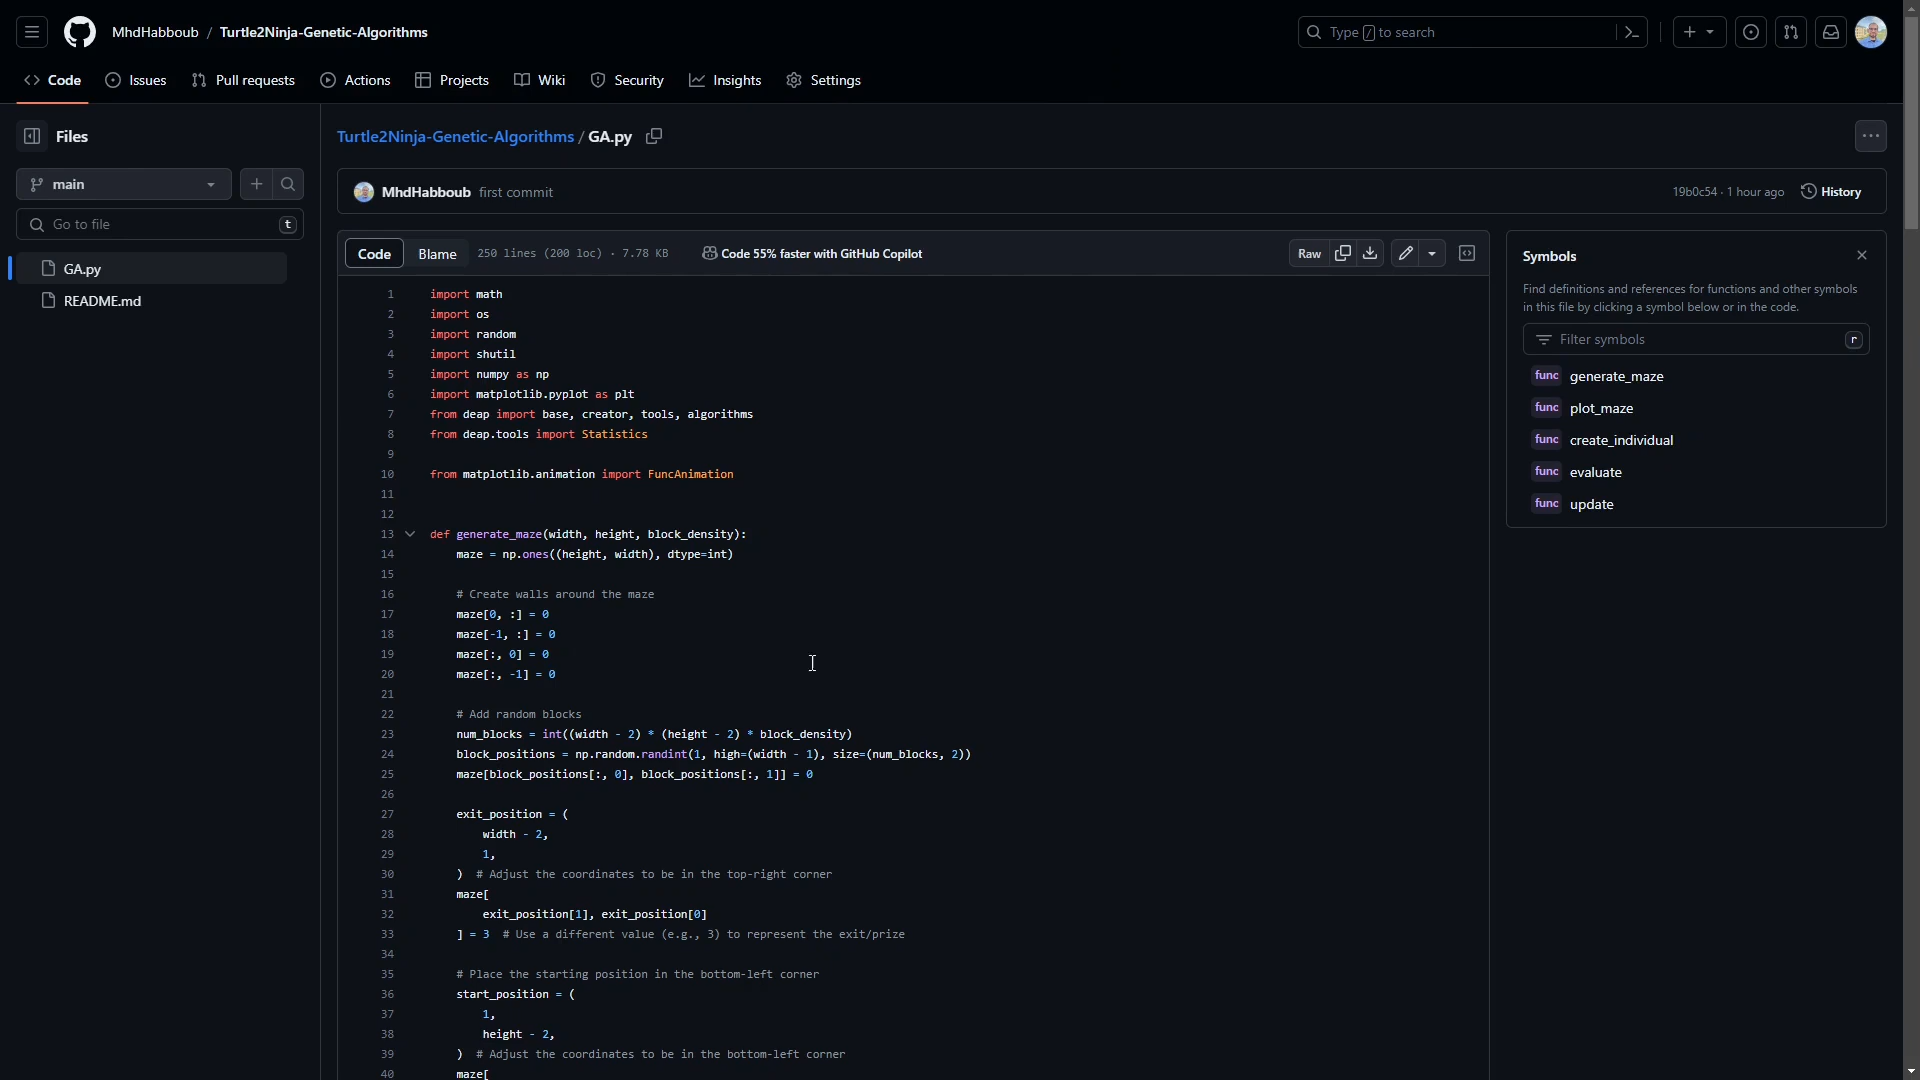 MhdHabboub / Turtle2Ninja-Genetic-Algorithms
Type / to search
Code
Issues
Pull requests
Actions
Projects
Wiki
Security
Insights
Settings
Files
main
Go to file
t
GA.py
README.md
Turtle2Ninja-Genetic-Algorithms / GA.py
MhdHabboub first commit
19b0c54 · 1 hour ago
History
Code
Blame
250 lines (200 loc) · 7.78 KB
Code 55% faster with GitHub Copilot
Raw
1 import math
2 import os
3 import random
4 import shutil
5 import numpy as np
6 import matplotlib.pyplot as plt
7 from deap import base, creator, tools, algorithms
8 from deap.tools import Statistics
9
10 from matplotlib.animation import FuncAnimation
11
12
13 def generate_maze(width, height, block_density):
14 maze = np.ones((height, width), dtype=int)
15
16 # Create walls around the maze
17 maze[0, :] = 0
18 maze[-1, :] = 0
19 maze[:, 0] = 0
20 maze[:, -1] = 0
21
22 # Add random blocks
23 num_blocks = int((width - 2) * (height - 2) * block_density)
24 block_positions = np.random.randint(1, high=(width - 1), size=(num_blocks, 2))
25 maze[block_positions[:, 0], block_positions[:, 1]] = 0
26
27 exit_position = (
28 width - 2,
29 1,
30 ) # Adjust the coordinates to be in the top-right corner
31 maze[
32 exit_position[1], exit_position[0]
33 ] = 3 # Use a different value (e.g., 3) to represent the exit/prize
34
35 # Place the starting position in the bottom-left corner
36 start_position = (
37 1,
38 height - 2,
39 ) # Adjust the coordinates to be in the bottom-left corner
40 maze[
Symbols
Find definitions and references for functions and other symbols
in this file by clicking a symbol below or in the code.
Filter symbols
r
func generate_maze
func plot_maze
func create_individual
func evaluate
func update